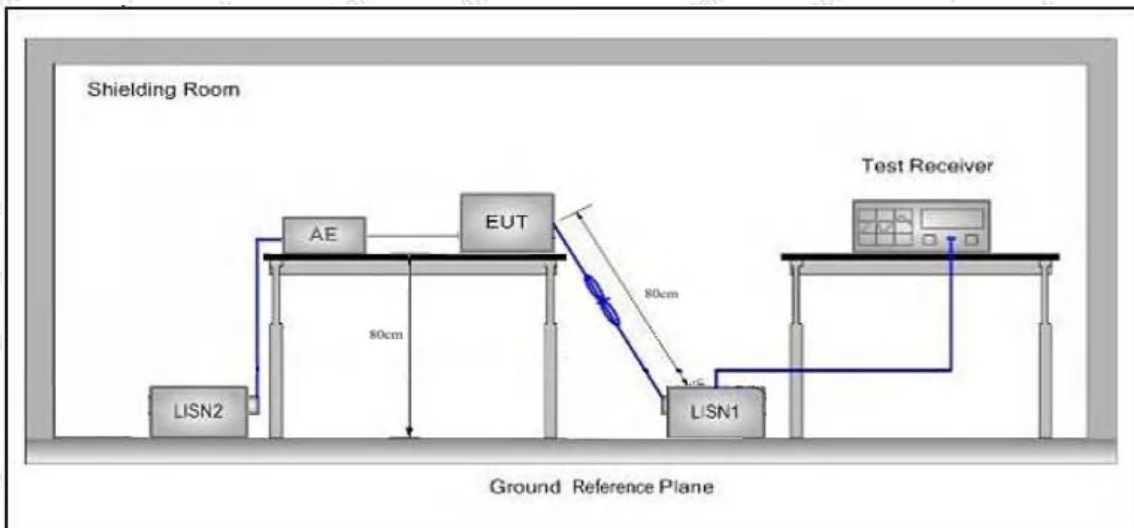 Shielding Room
Test Receiver
EUT
AE
80cm
80cm
LISN2
LISN1
Ground Reference Plane